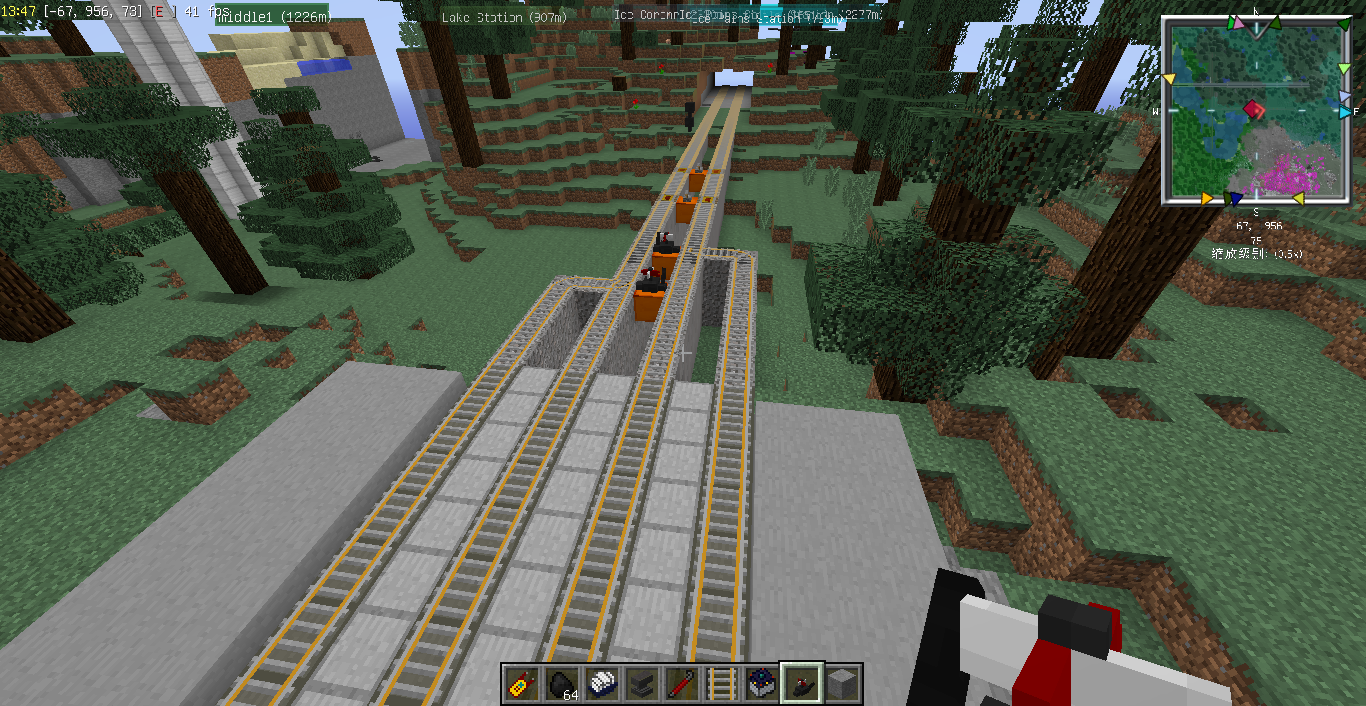 13:47 [-67, 956, 73] [E ] 41 fps
middle1 (1226m)
Lake Station (307m)
N
W
E
S
-67, 956
75
缩放级别: (0.5x)
64